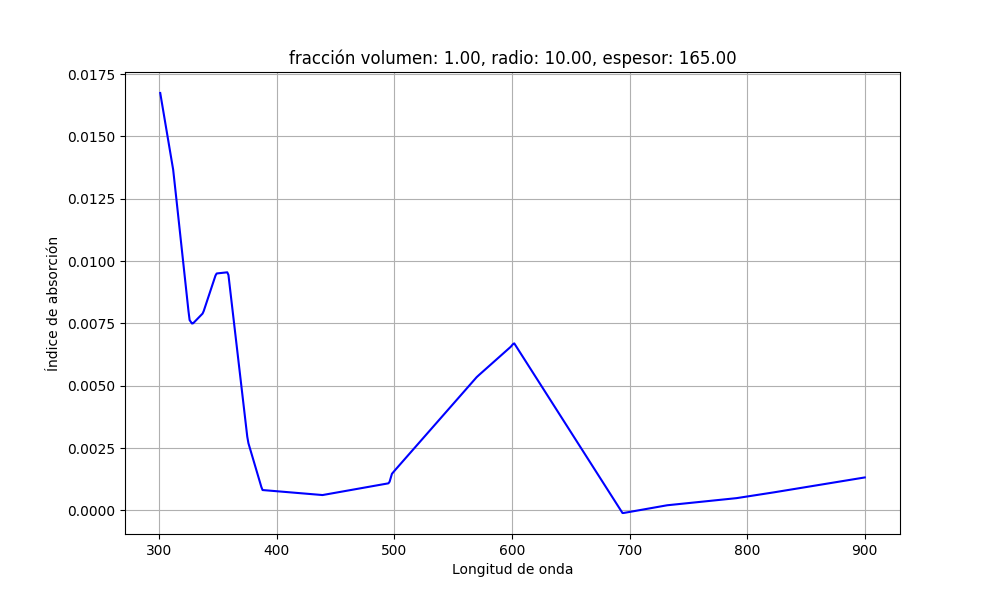 fracción volumen: 1.00, radio: 10.00, espesor: 165.00
0.0175
0.0150
0.0125
0.0100
0.0075
0.0050
0.0025
0.0000
Índice de absorción
300 400 500 600 700 800 900
Longitud de onda